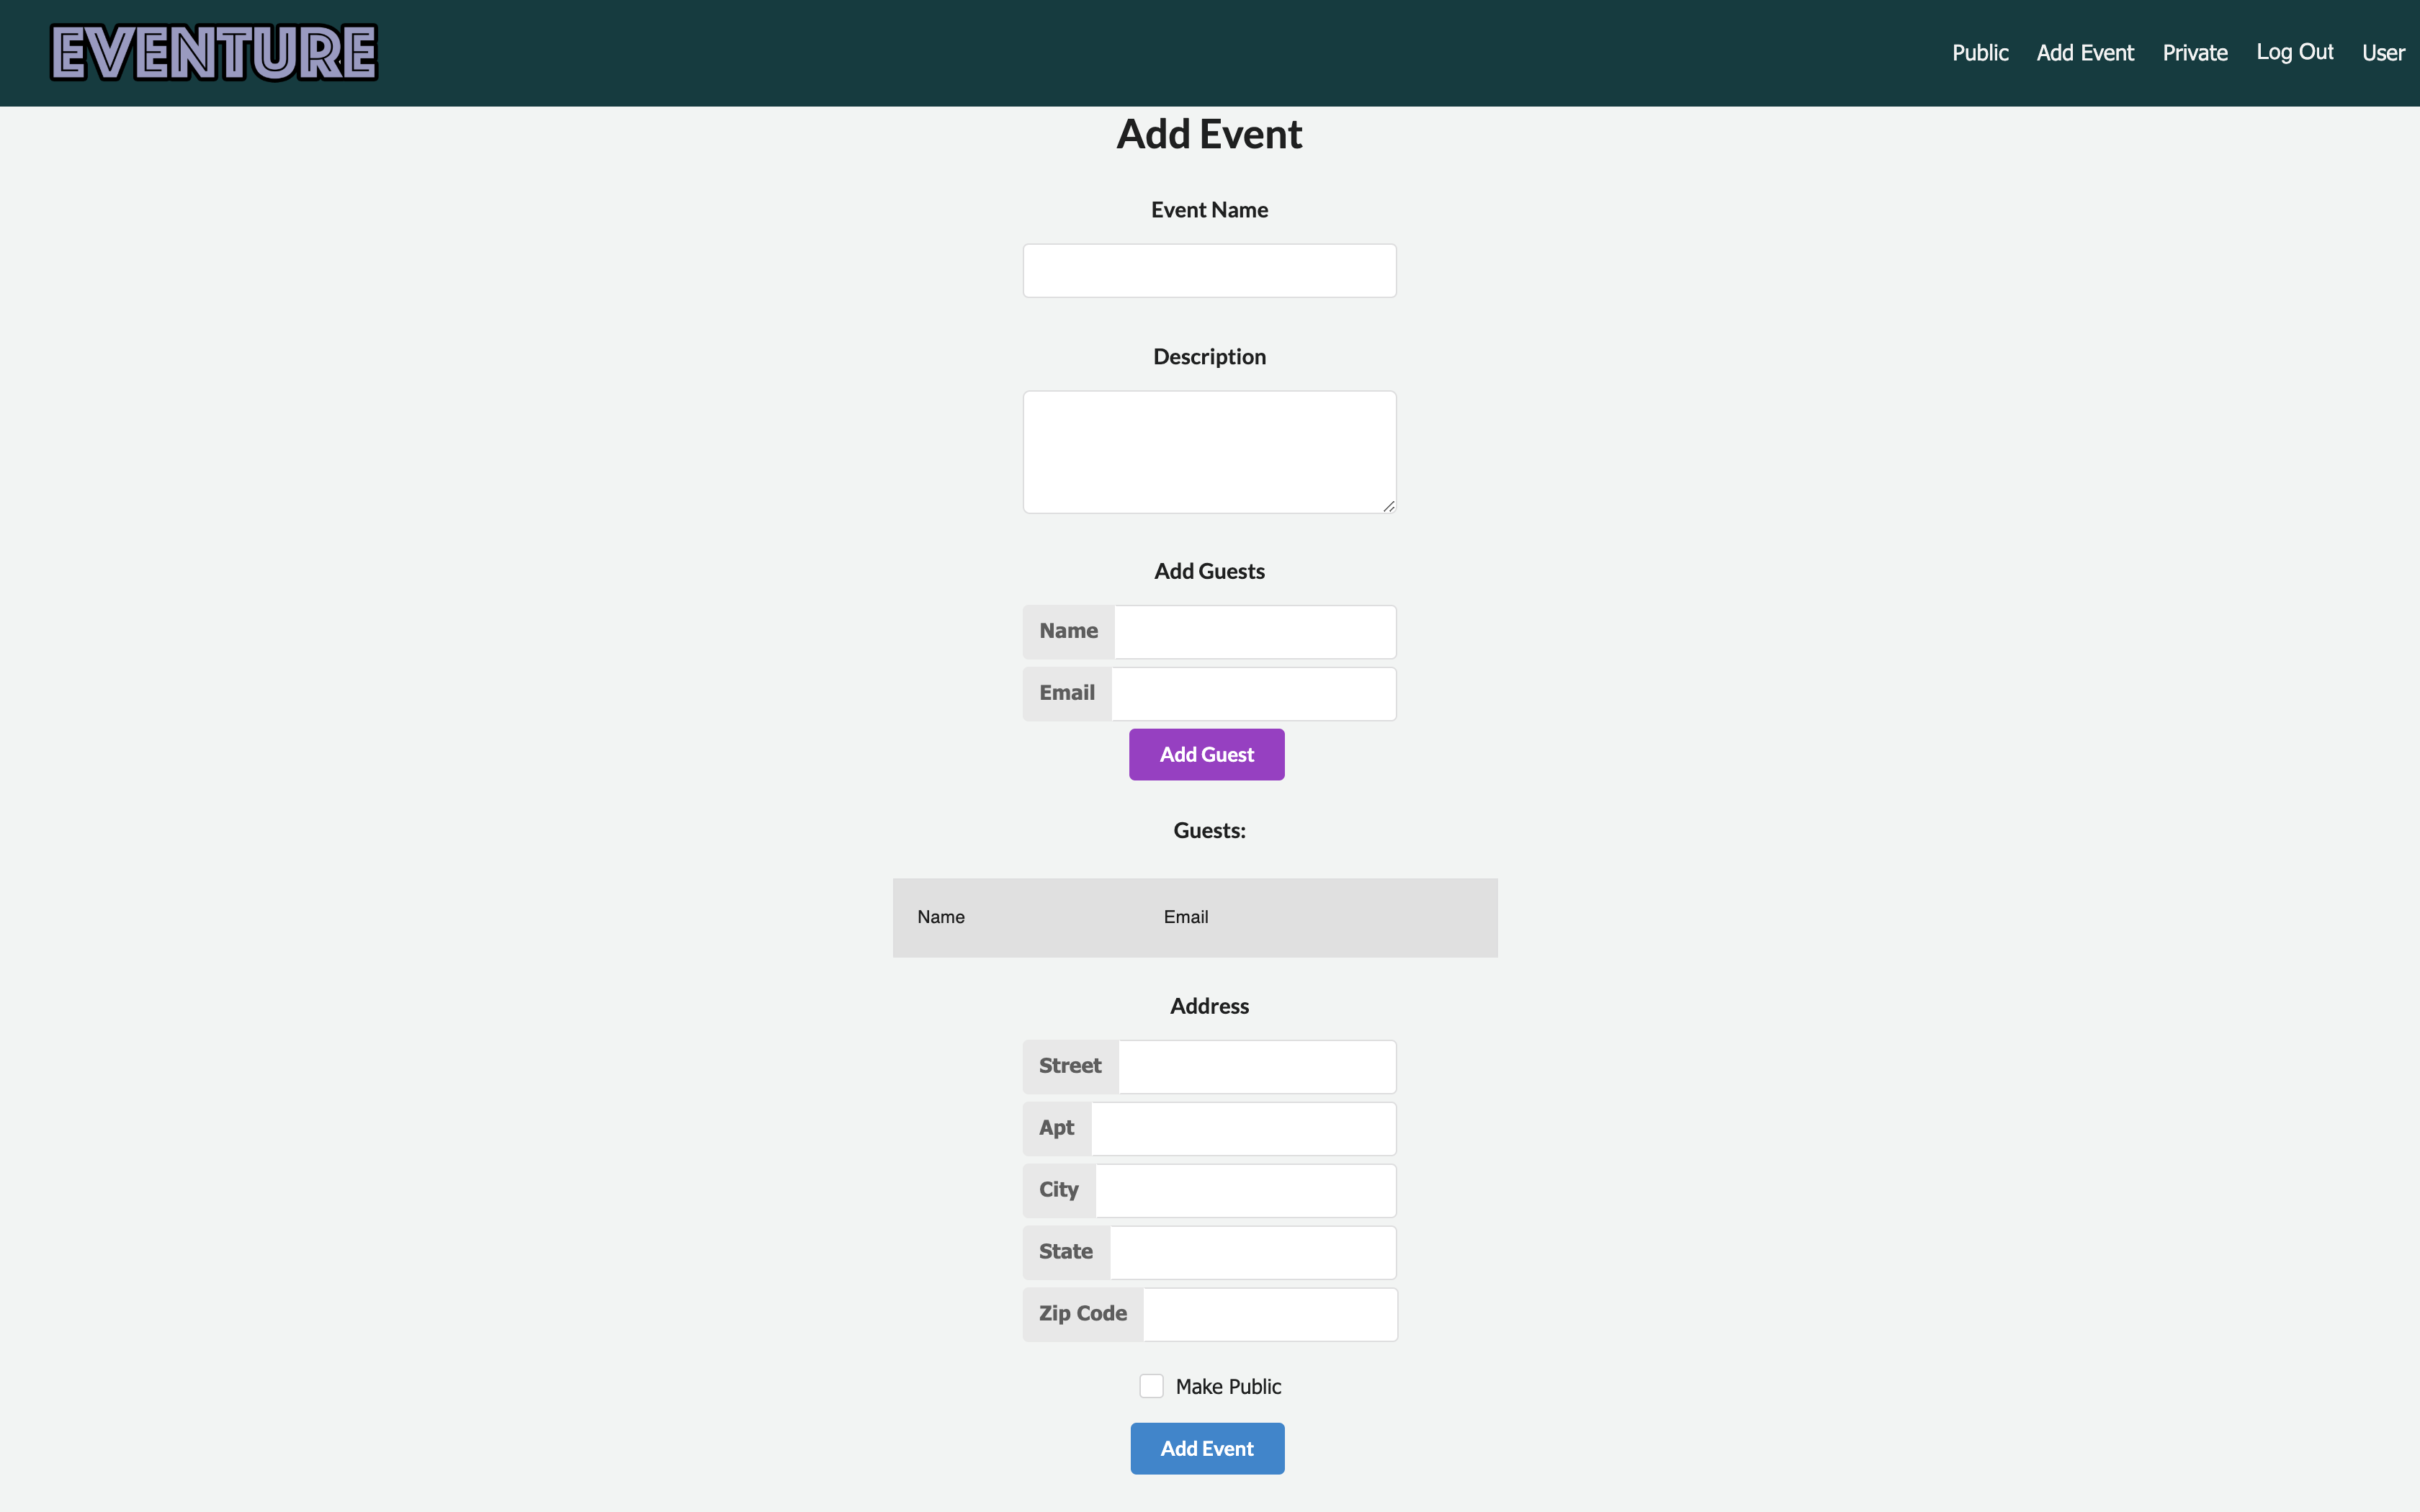 EVENTURE
Public Add Event Private Log Out User
Add Event
Event Name
Description
Add Guests
Name
Email
Add Guest
Guests:
Name Email
Address
Street
Apt
City
State
Zip Code
Make Public
Add Event